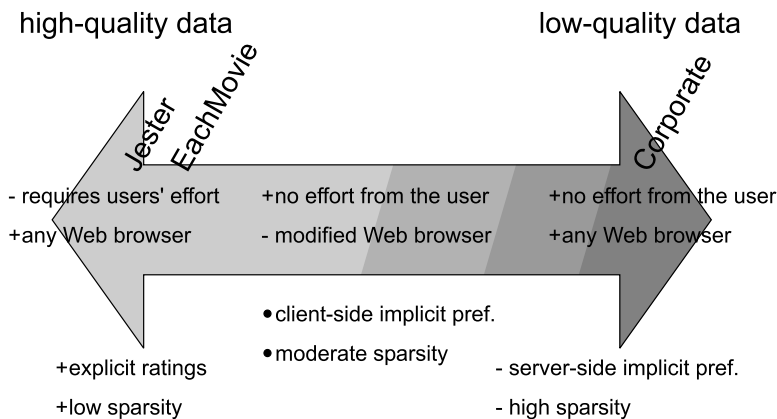 high-quality data
low-quality data
Jester
EachMovie
Corporate
- requires users' effort
+any Web browser
+no effort from the user
- modified Web browser
+no effort from the user
+any Web browser
•client-side implicit pref.
•moderate sparsity
+explicit ratings
+low sparsity
- server-side implicit pref.
- high sparsity